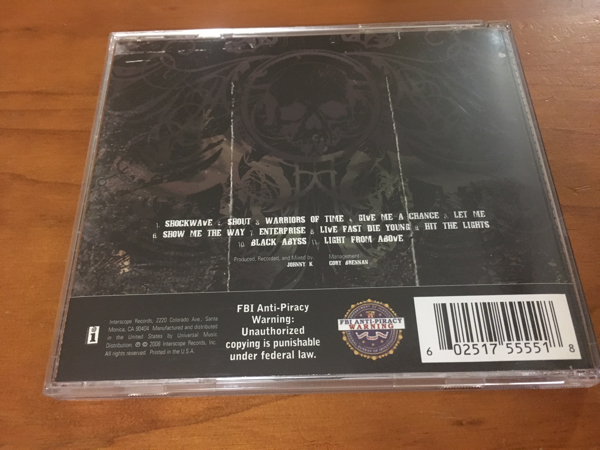 1. SHOCKWAVE 2. SHOUT 3. WARRIORS OF TIME 4. GIVE ME A CHANCE 5. LET ME
6. SHOW ME THE WAY 7. ENTERPRISE 8. LIVE FAST DIE YOUNG 9. HIT THE LIGHTS
10. BLACK ABYSS 11. LIGHT FROM ABOVE
Produced, Recorded, and Mixed by
JOHNNY K
Management:
CORY BRENNAN
Interscope Records, 2220 Colorado Ave., Santa
Monica, CA 90404. Manufactured and distributed
in the United States by Universal Music
Distribution. ℗ © 2008 Interscope Records, Inc.
All rights reserved. Printed in the U.S.A.
i
FBI Anti-Piracy
Warning:
Unauthorized
copying is punishable
under federal law.
FBI ANTI-PIRACY
WARNING
6 02517 55551 8